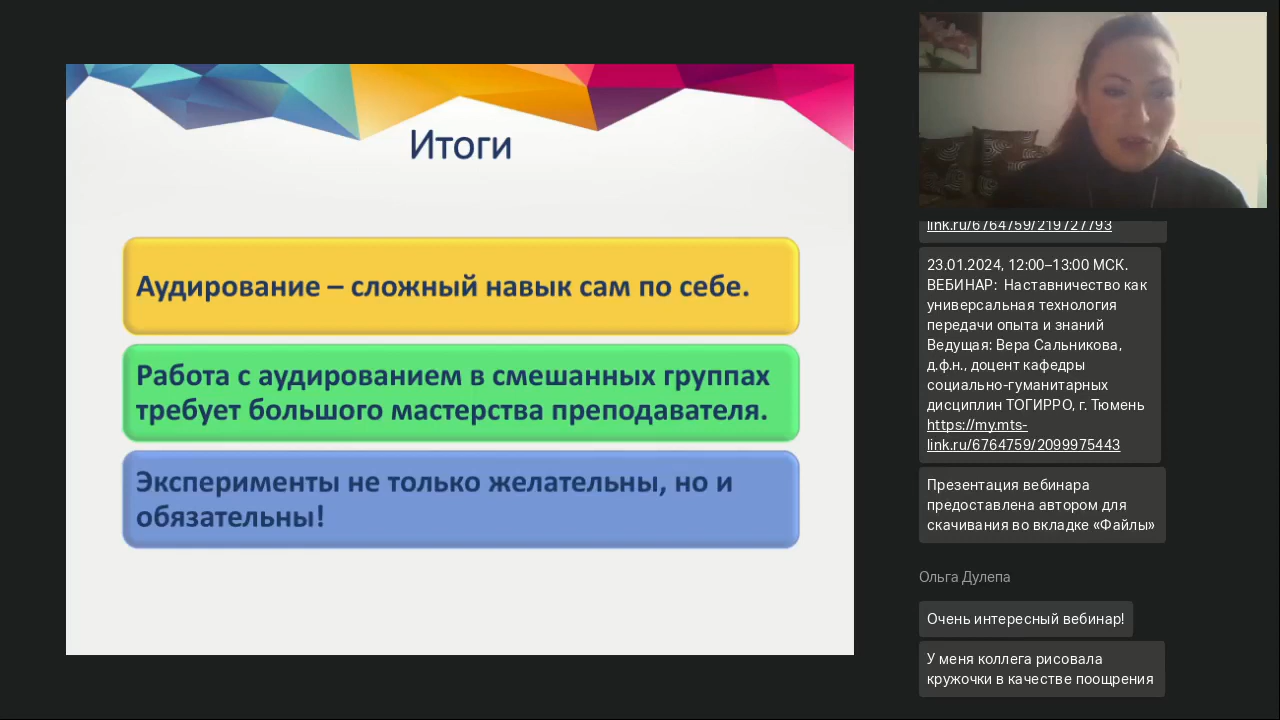 Итоги
Аудирование – сложный навык сам по себе.
Работа с аудированием в смешанных группах
требует большого мастерства преподавателя.
Эксперименты не только желательны, но и
обязательны!
link.ru/6764759/219727793
23.01.2024, 12:00–13:00 МСК.
ВЕБИНАР:  Наставничество как
универсальная технология
передачи опыта и знаний
Ведущая: Вера Сальникова,
д.ф.н., доцент кафедры
социально-гуманитарных
дисциплин ТОГИРРО, г. Тюмень
https://my.mts-
link.ru/6764759/2099975443
Презентация вебинара
предоставлена автором для
скачивания во вкладке «Файлы»
Ольга Дулепа
Очень интересный вебинар!
У меня коллега рисовала
кружочки в качестве поощрения